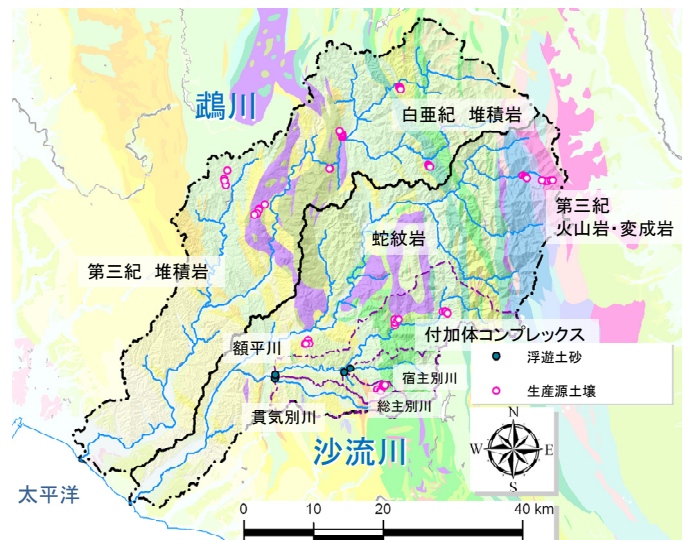 鵡川
白亜紀 堆積岩
第三紀
火山岩・変成岩
蛇紋岩
第三紀 堆積岩
付加体コンプレックス
額平川
浮遊土砂
宿主別川
生産源土壌
総主別川
貫気別川
N
W
E
S
沙流川
太平洋
0 10 20 40 km